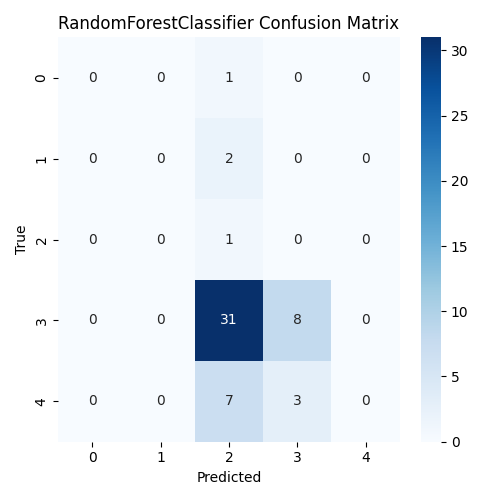 RandomForestClassifier Confusion Matrix
0 0 0 1 0 0
1 0 0 2 0 0
2 0 0 1 0 0
3 0 0 31 8 0
4 0 0 7 3 0
0 1 2 3 4
True
Predicted
30
25
20
15
10
5
0